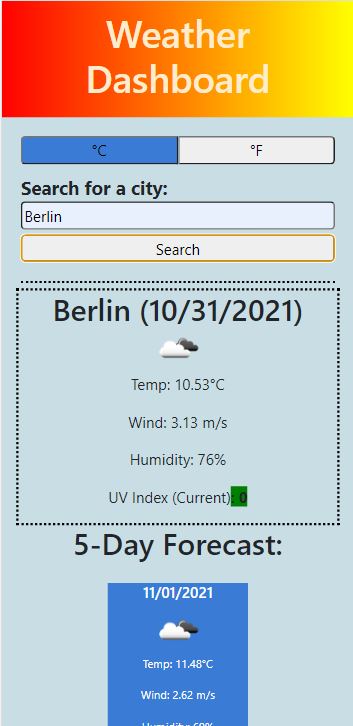 Weather
Dashboard
°C
°F
Search for a city:
Berlin
Search
Berlin (10/31/2021)
Temp: 10.53°C
Wind: 3.13 m/s
Humidity: 76%
UV Index (Current): 0
5-Day Forecast:
11/01/2021
Temp: 11.48°C
Wind: 2.62 m/s